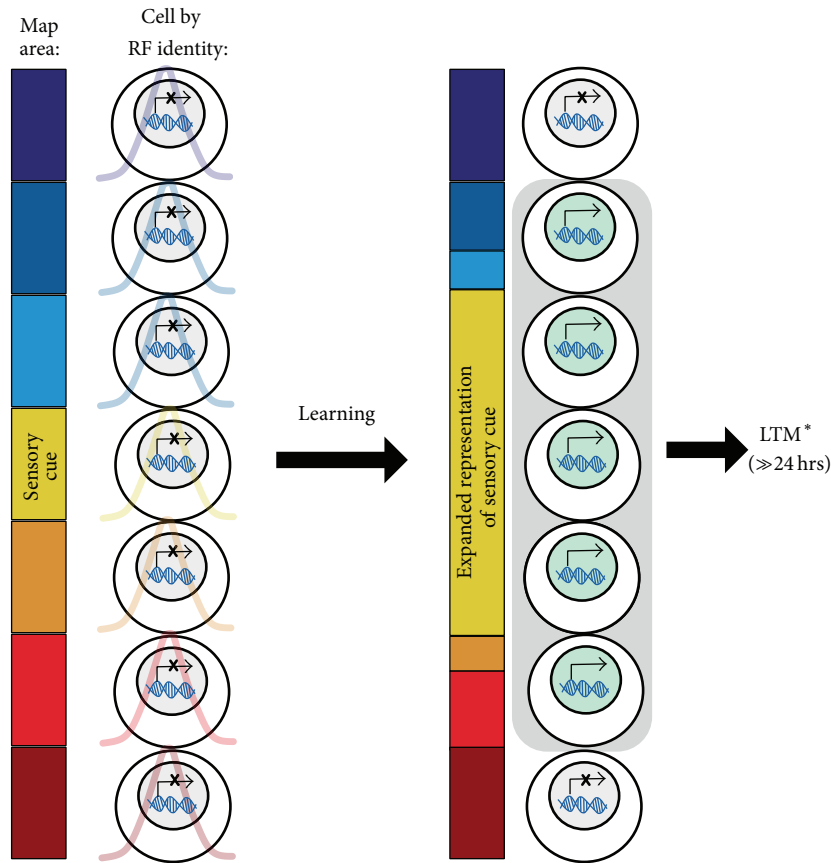 Map
area:
Cell by
RF identity:
Sensory
cue
Learning
Expanded representation
of sensory cue
LTM*
(≫24 hrs)